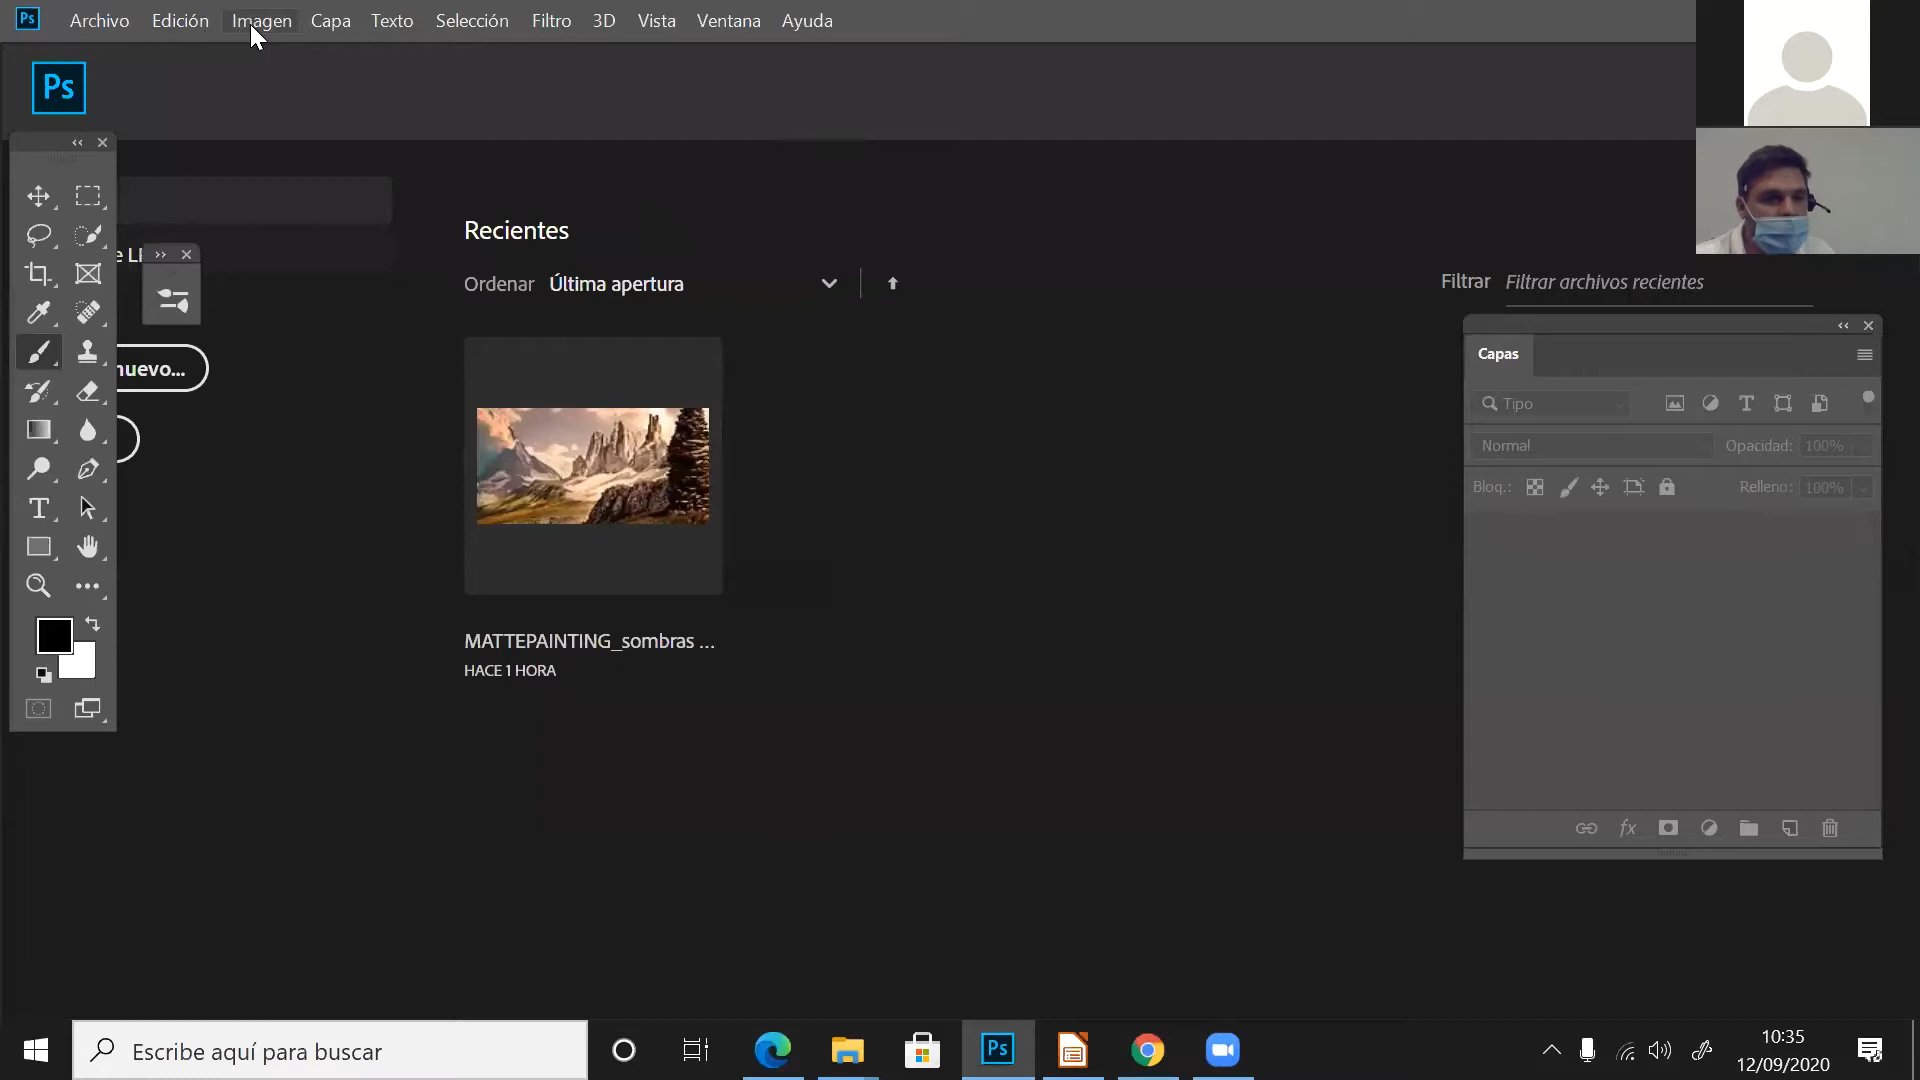 Ps Archivo Edición Imagen Capa Texto Selección Filtro 3D Vista Ventana Ayuda
Ps
Recientes
Ordenar Última apertura
Filtrar Filtrar archivos recientes
nuevo...
Capas
Tipo
Normal Opacidad: 100%
Bloq.: Relleno: 100%
MATTEPAINTING_sombras ...
HACE 1 HORA
Escribe aquí para buscar
Ps
10:35
12/09/2020